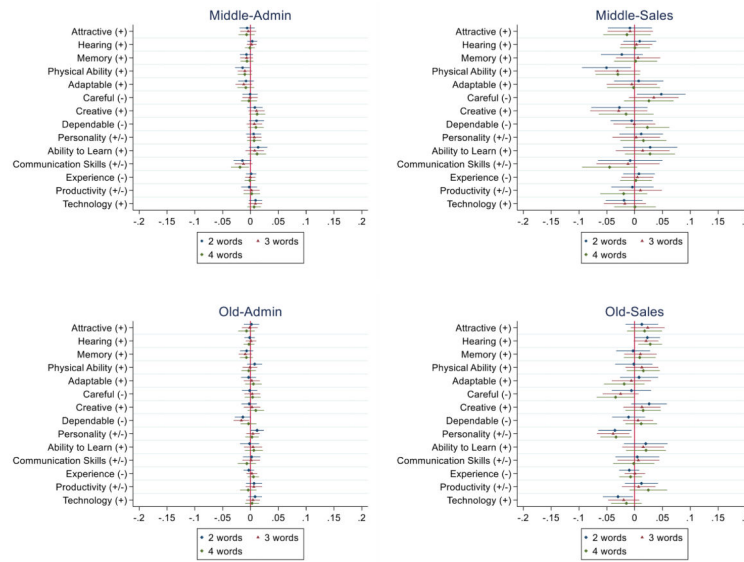 Middle-Admin
Attractive (+)
Hearing (+)
Memory (+)
Physical Ability (+)
Adaptable (+)
Careful (-)
Creative (+)
Dependable (-)
Personality (+/-)
Ability to Learn (+)
Communication Skills (+/-)
Experience (-)
Productivity (+/-)
Technology (+)
-.2 -.15 -.1 -.05 0 .05 .1 .15 .2
2 words 3 words
4 words
Middle-Sales
Attractive (+)
Hearing (+)
Memory (+)
Physical Ability (+)
Adaptable (+)
Careful (-)
Creative (+)
Dependable (-)
Personality (+/-)
Ability to Learn (+)
Communication Skills (+/-)
Experience (-)
Productivity (+/-)
Technology (+)
-.2 -.15 -.1 -.05 0 .05 .1 .15
2 words 3 words
4 words
Old-Admin
Attractive (+)
Hearing (+)
Memory (+)
Physical Ability (+)
Adaptable (+)
Careful (-)
Creative (+)
Dependable (-)
Personality (+/-)
Ability to Learn (+)
Communication Skills (+/-)
Experience (-)
Productivity (+/-)
Technology (+)
-.2 -.15 -.1 -.05 0 .05 .1 .15 .2
2 words 3 words
4 words
Old-Sales
Attractive (+)
Hearing (+)
Memory (+)
Physical Ability (+)
Adaptable (+)
Careful (-)
Creative (+)
Dependable (-)
Personality (+/-)
Ability to Learn (+)
Communication Skills (+/-)
Experience (-)
Productivity (+/-)
Technology (+)
-.2 -.15 -.1 -.05 0 .05 .1 .15
2 words 3 words
4 words